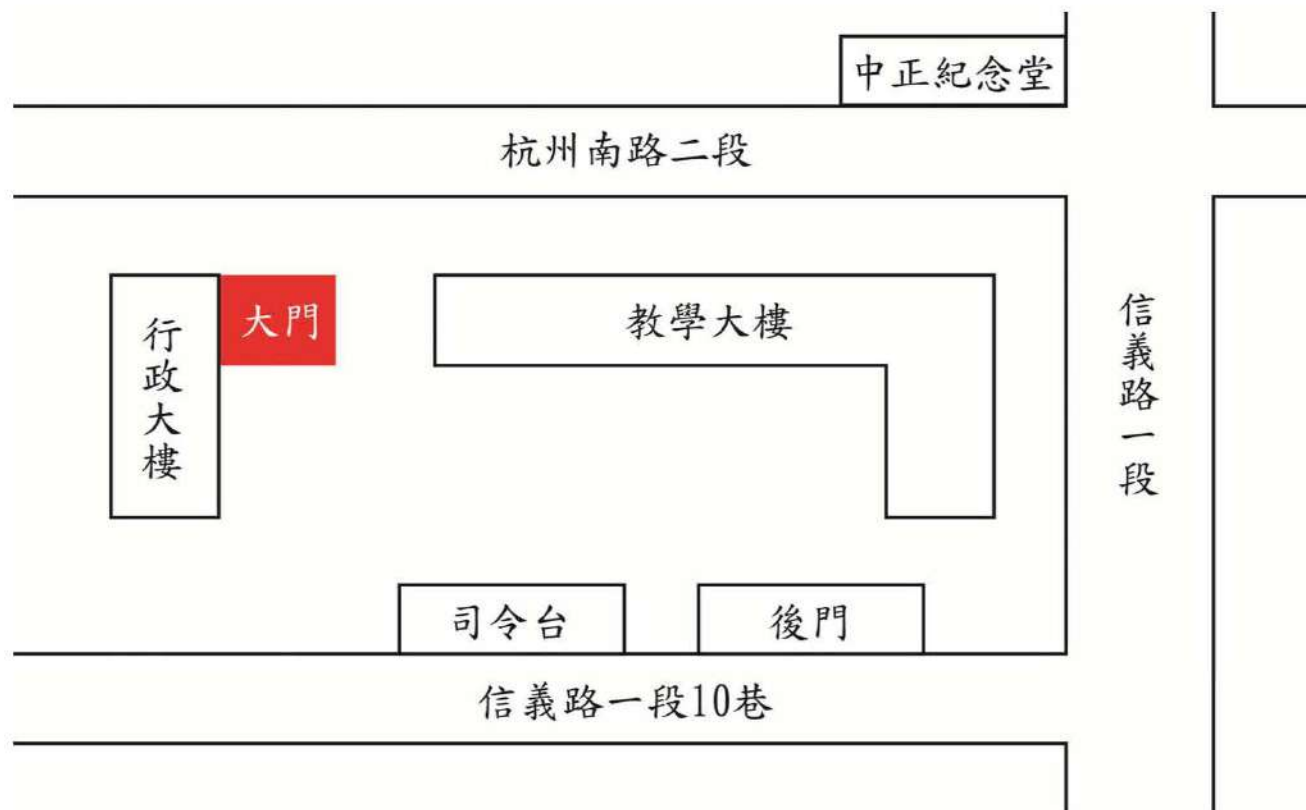 中正紀念堂
杭州南路二段
行政大樓
大門
教學大樓
信義路一段
司令台
後門
信義路一段10巷